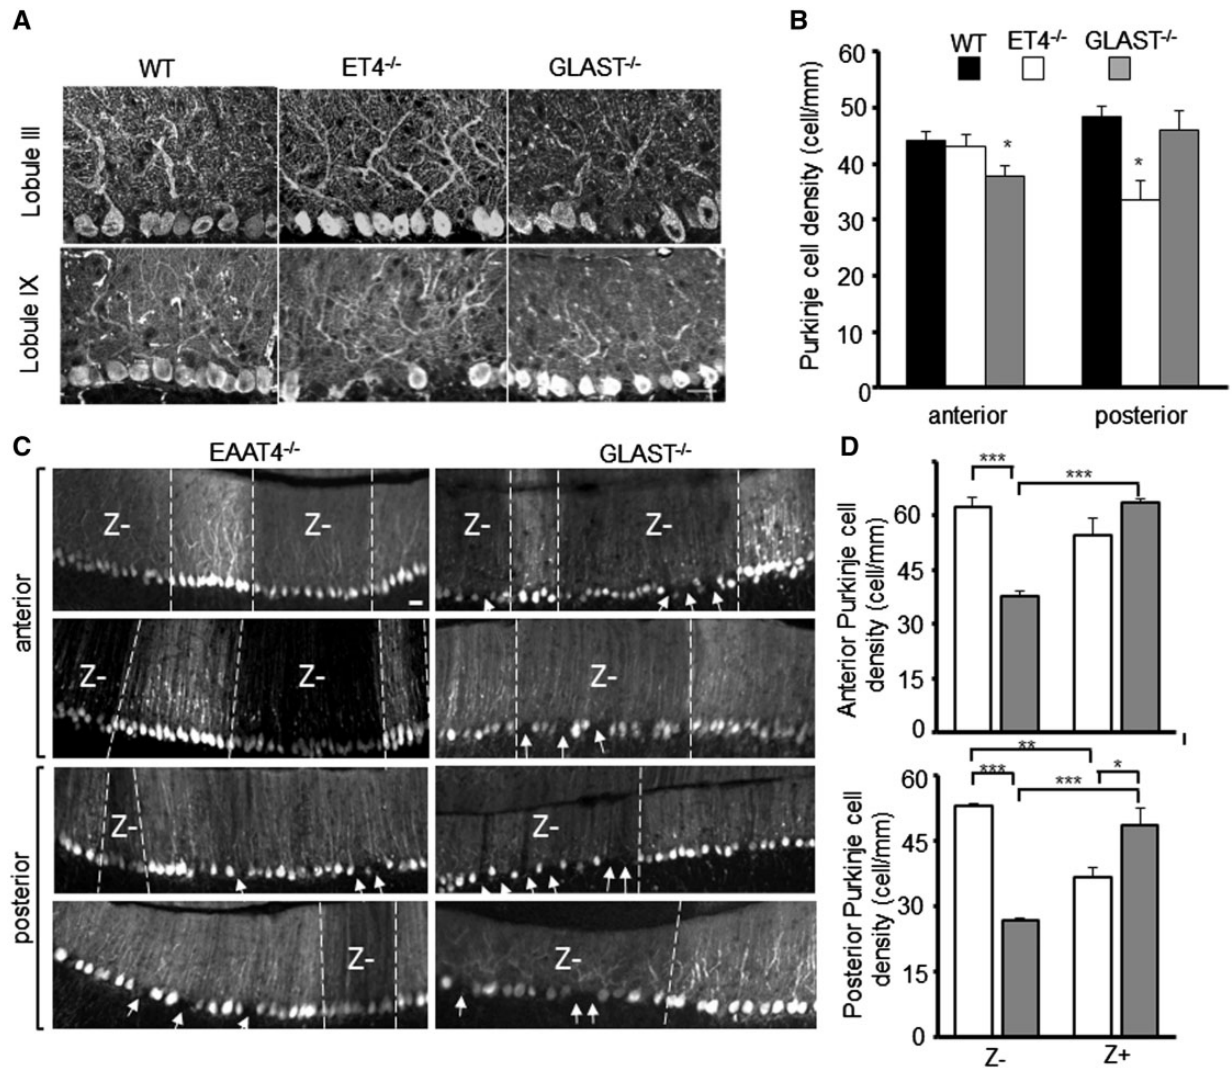 A
WT
ET4-/-
GLAST-/-
Lobule III
Lobule IX
B
WT
ET4-/-
GLAST-/-
Purkinje cell density (cell/mm)
60
50
40
30
20
10
0
*
*
anterior
posterior
C
EAAT4-/-
GLAST-/-
anterior
posterior
Z-
Z-
Z-
Z-
Z-
Z-
Z-
Z-
Z-
Z-
Z-
D
***
***
Anterior Purkinje cell
density (cell/mm)
60
45
30
15
0
**
***
***
*
Posterior Purkinje cell
density (cell/mm)
60
45
30
15
0
Z-
Z+